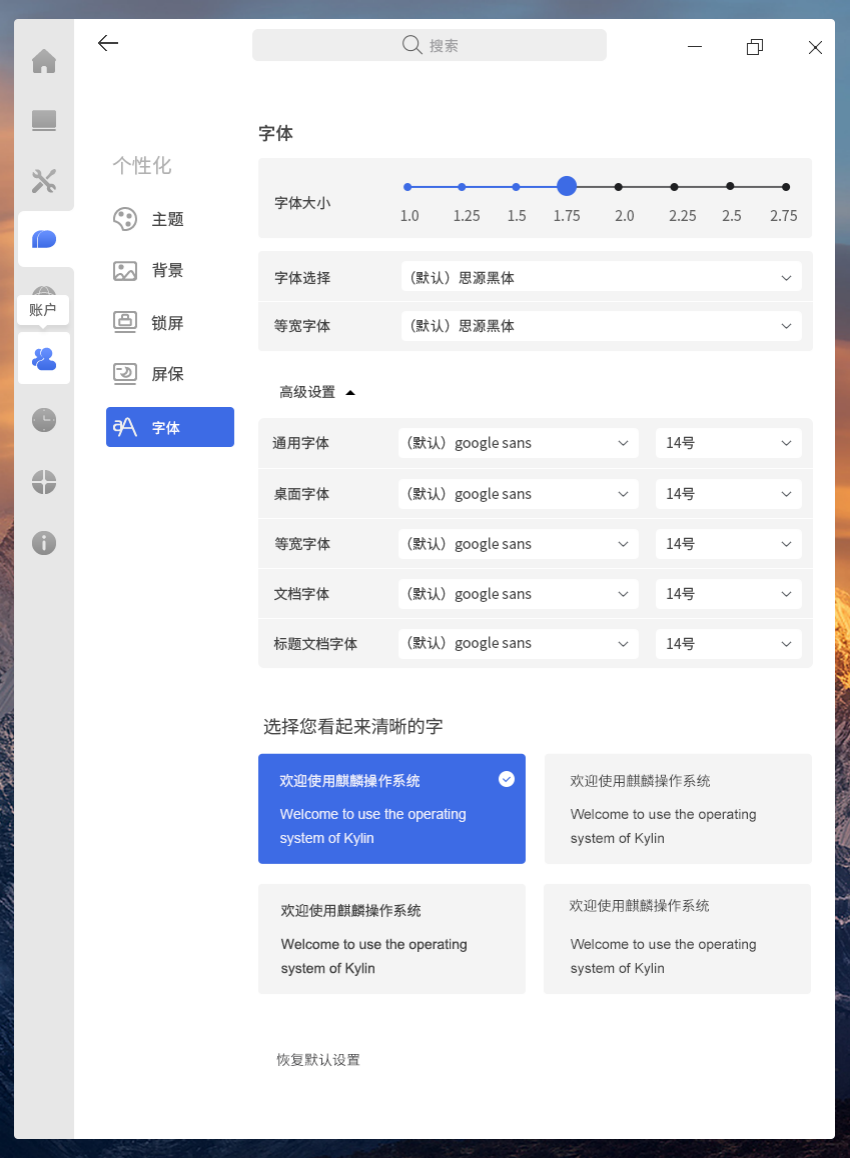 搜索
账户
个性化
主题
背景
锁屏
屏保
字体
字体
字体大小
1.0 1.25 1.5 1.75 2.0 2.25 2.5 2.75
字体选择 （默认）思源黑体
等宽字体 （默认）思源黑体
高级设置
通用字体 （默认）google sans 14号
桌面字体 （默认）google sans 14号
等宽字体 （默认）google sans 14号
文档字体 （默认）google sans 14号
标题文档字体 （默认）google sans 14号
选择您看起来清晰的字
欢迎使用麒麟操作系统
Welcome to use the operating
system of Kylin
欢迎使用麒麟操作系统
Welcome to use the operating
system of Kylin
欢迎使用麒麟操作系统
Welcome to use the operating
system of Kylin
欢迎使用麒麟操作系统
Welcome to use the operating
system of Kylin
恢复默认设置